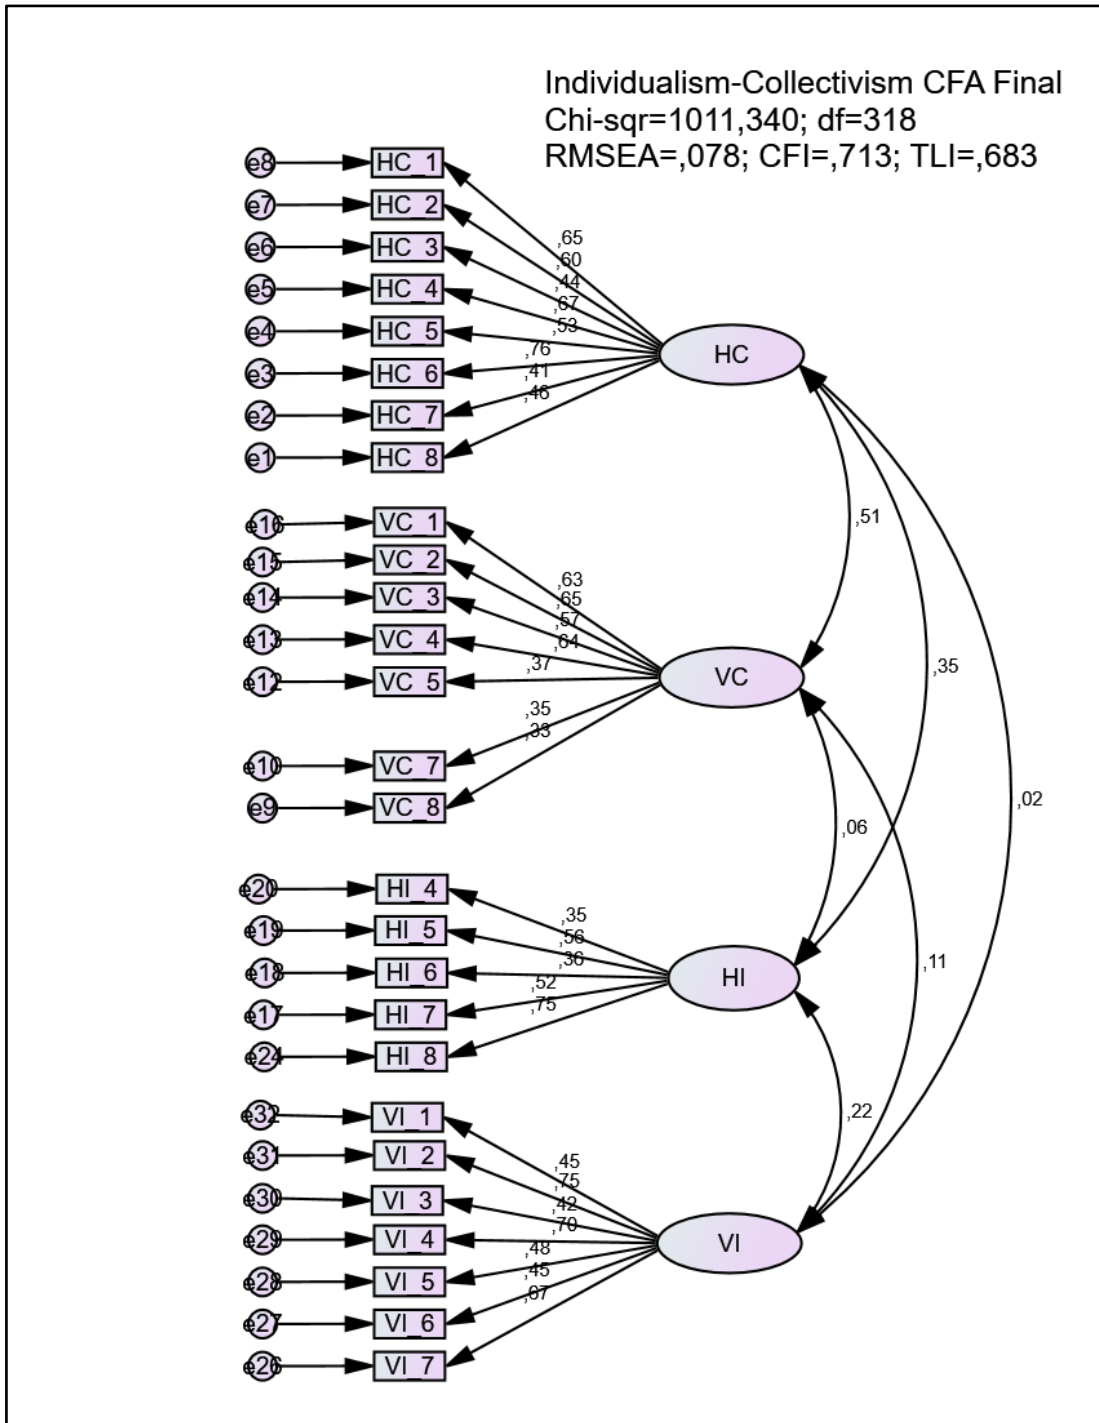 Individualism-Collectivism CFA Final
Chi-sqr=1011,340; df=318
RMSEA=,078; CFI=,713; TLI=,683
e8 HC_1
e7 HC_2
e6 HC_3
e5 HC_4
e4 HC_5
e3 HC_6
e2 HC_7
e1 HC_8
,65
,60
,44
,67
,53
,76
,41
,46
HC
e16 VC_1
e15 VC_2
e14 VC_3
e13 VC_4
e12 VC_5
e10 VC_7
e9 VC_8
,63
,65
,57
,64
,37
,35
,33
VC
,51
,35
,02
,06
,11
,22
e20 HI_4
e19 HI_5
e18 HI_6
e17 HI_7
e24 HI_8
,35
,56
,36
,52
,75
HI
e32 VI_1
e31 VI_2
e30 VI_3
e29 VI_4
e28 VI_5
e27 VI_6
e26 VI_7
,45
,75
,42
,70
,48
,45
VI